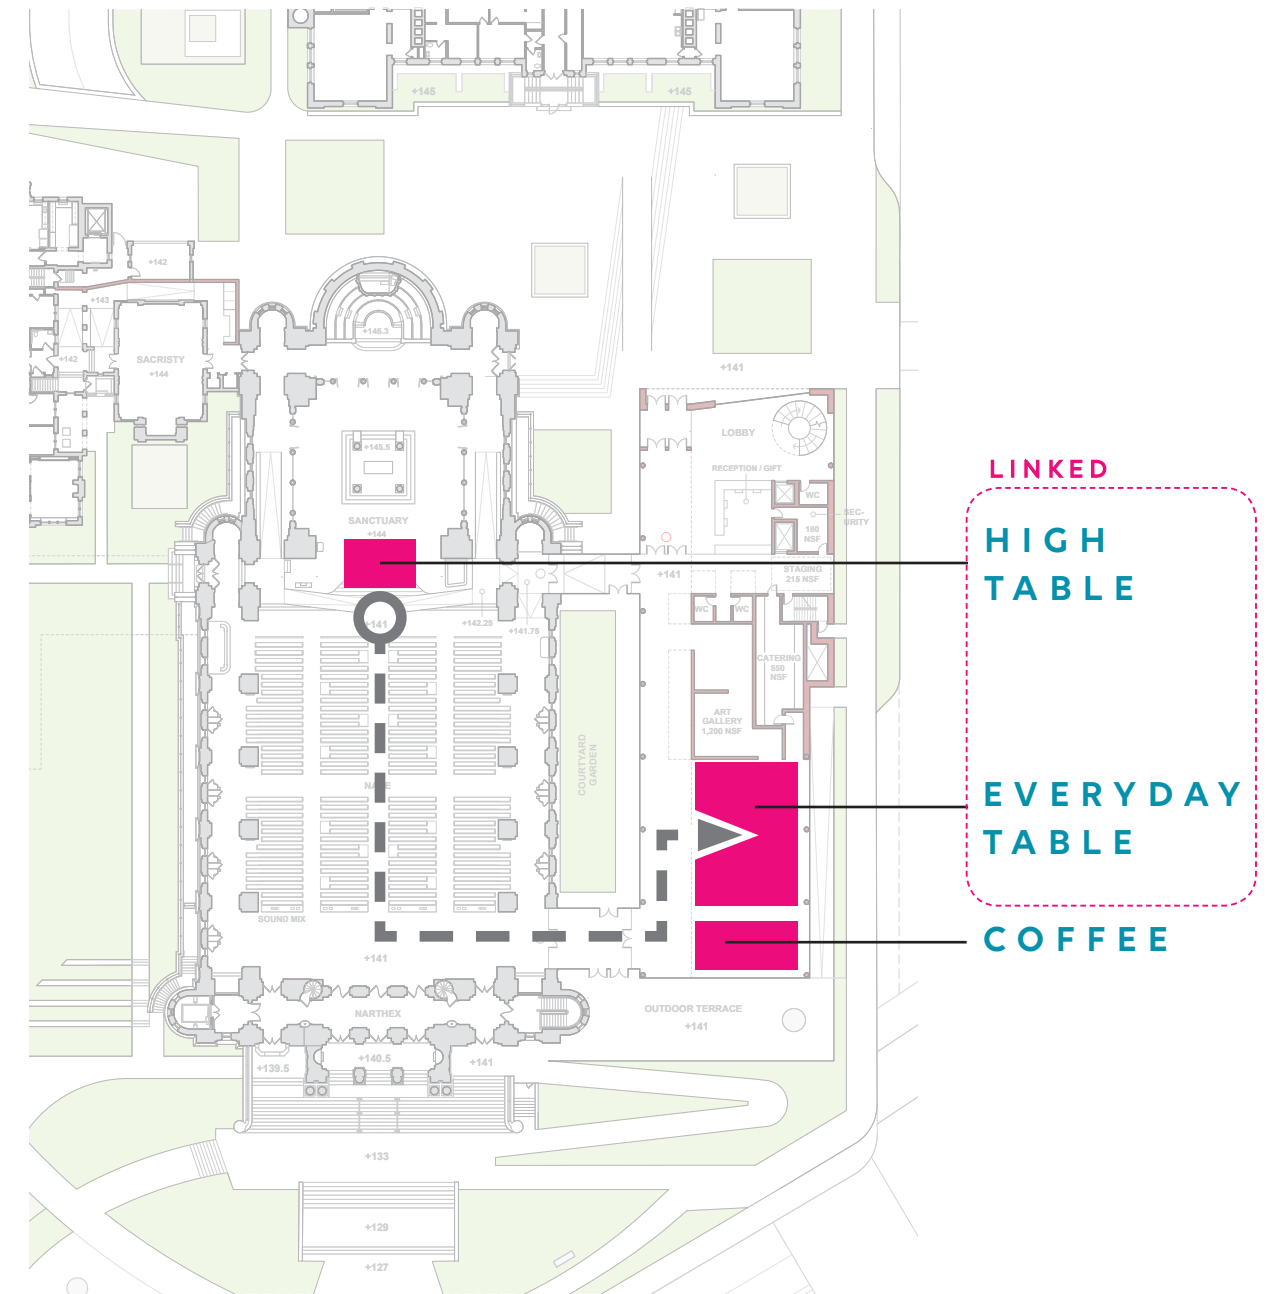 +145
+145
+142
+143
+142
SACRISTY
+144
+145.3
+141
LOBBY
RECEPTION / GIFT
WC
SEC-
URITY
180
NSF
+145.5
SANCTUARY
+144
STAGING
215 NSF
+141
WC
WC
+142.25
+141.75
+141
CATERING
550
NSF
ART
GALLERY
1,200 NSF
COURTYARD
GARDEN
SOUND MIX
+141
NARTHEX
OUTDOOR TERRACE
+141
+139.5
+140.5
+141
+133
+129
+127
LINKED
HIGH
TABLE
EVERYDAY
TABLE
COFFEE